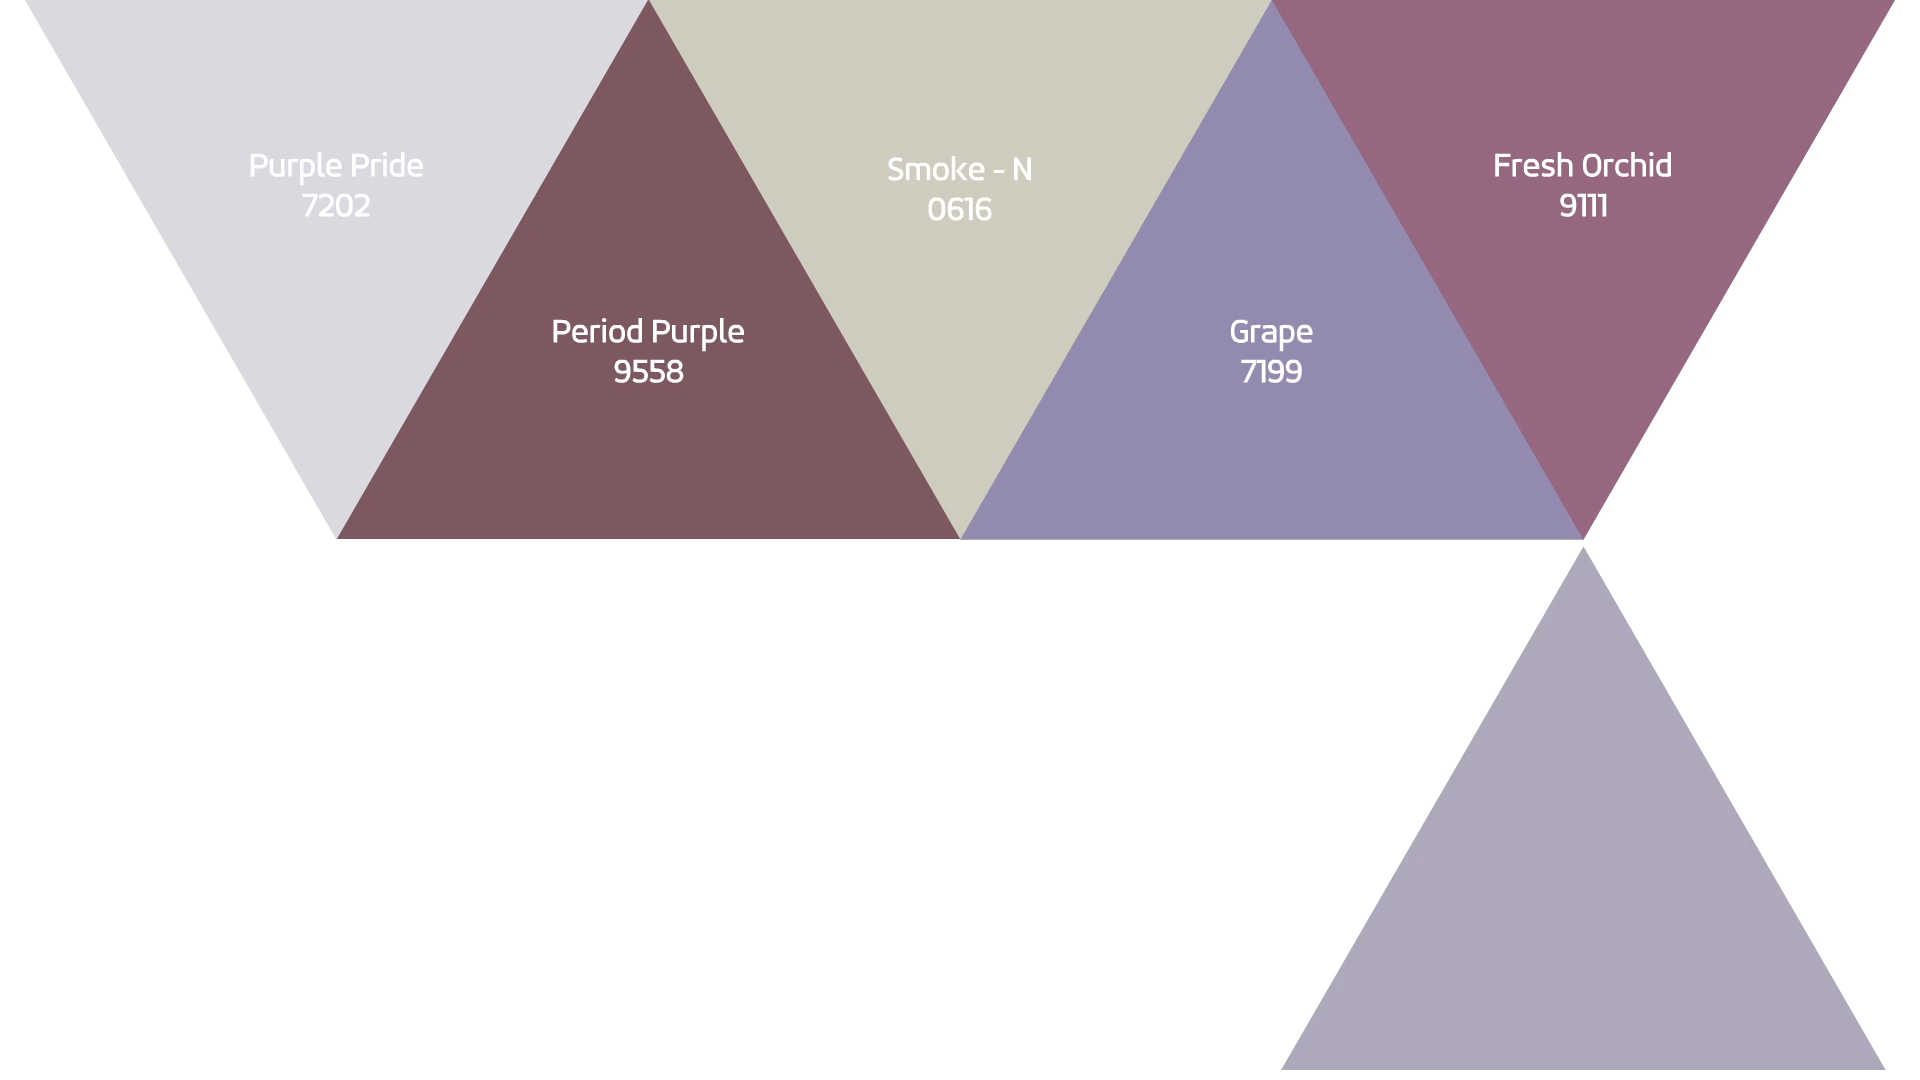 Purple Pride
7202
Period Purple
9558
Smoke - N
0616
Grape
7199
Fresh Orchid
9111